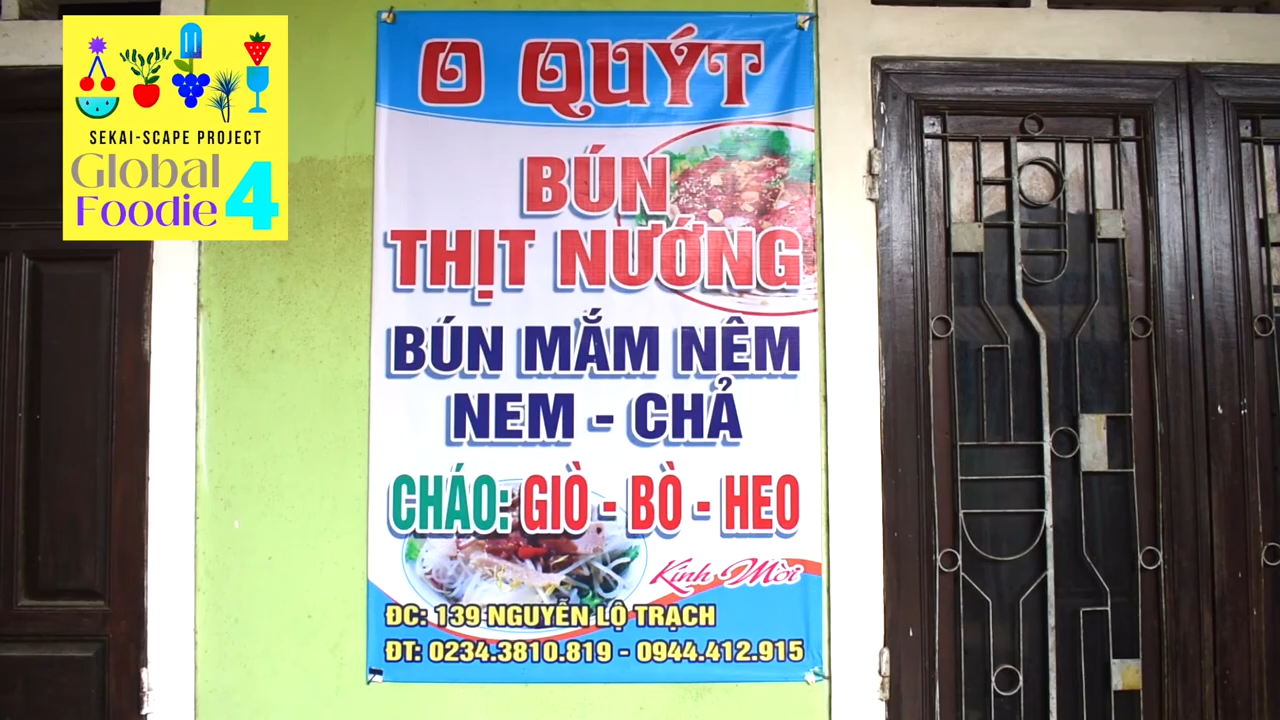 SEKAI-SCAPE PROJECT
Global
Foodie 4
O QUÝT
BÚN
THỊT NƯỚNG
BÚN MẮM NÊM
NEM - CHẢ
CHÁO: GIÒ - BÒ - HEO
Kính Mời
ĐC: 139 NGUYỄN LỘ TRẠCH
ĐT: 0234.3810.819 - 0944.412.915